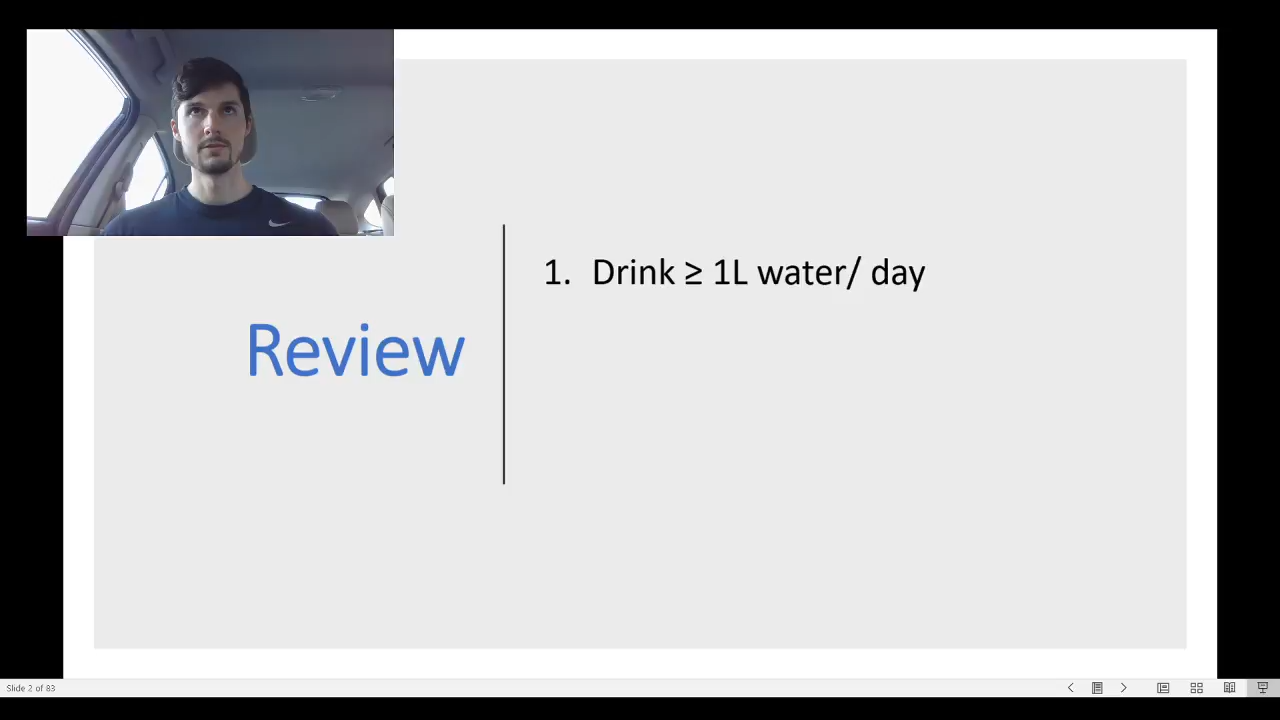 1. Drink ≥ 1L water/ day
Review
Slide 2 of 83